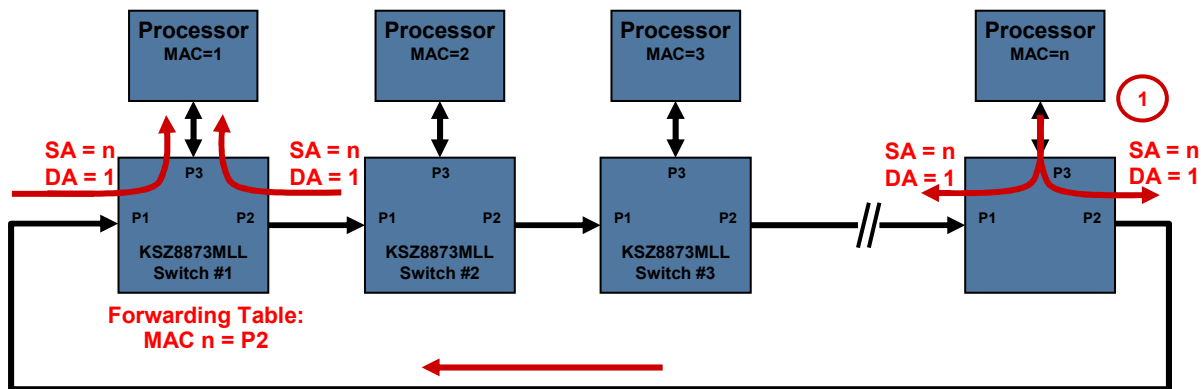 Processor
MAC=1
Processor
MAC=2
Processor
MAC=3
Processor
MAC=n
1
SA = n
DA = 1
SA = n
DA = 1
SA = n
DA = 1
SA = n
DA = 1
P3
P3
P3
P3
P1
P2
P1
P2
P1
P2
P1
P2
KSZ8873MLL
Switch #1
KSZ8873MLL
Switch #2
KSZ8873MLL
Switch #3
Forwarding Table:
MAC n = P2